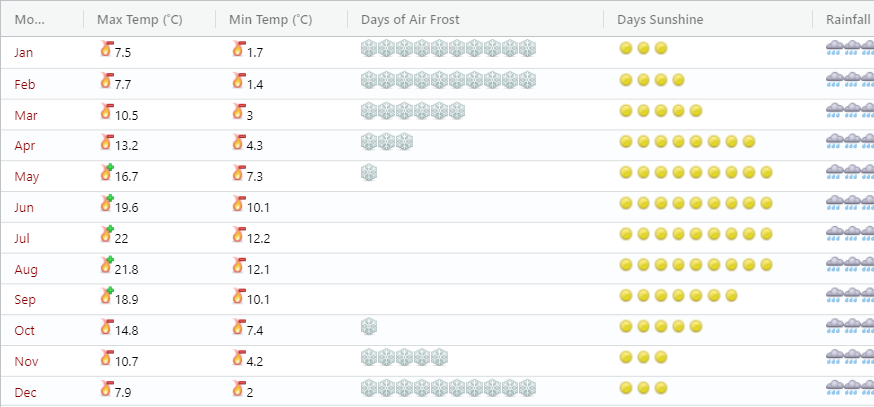 Mo... Max Temp (˚C) Min Temp (˚C) Days of Air Frost Days Sunshine Rainfall
Jan 7.5 1.7
Feb 7.7 1.4
Mar 10.5 3
Apr 13.2 4.3
May 16.7 7.3
Jun 19.6 10.1
Jul 22 12.2
Aug 21.8 12.1
Sep 18.9 10.1
Oct 14.8 7.4
Nov 10.7 4.2
Dec 7.9 2